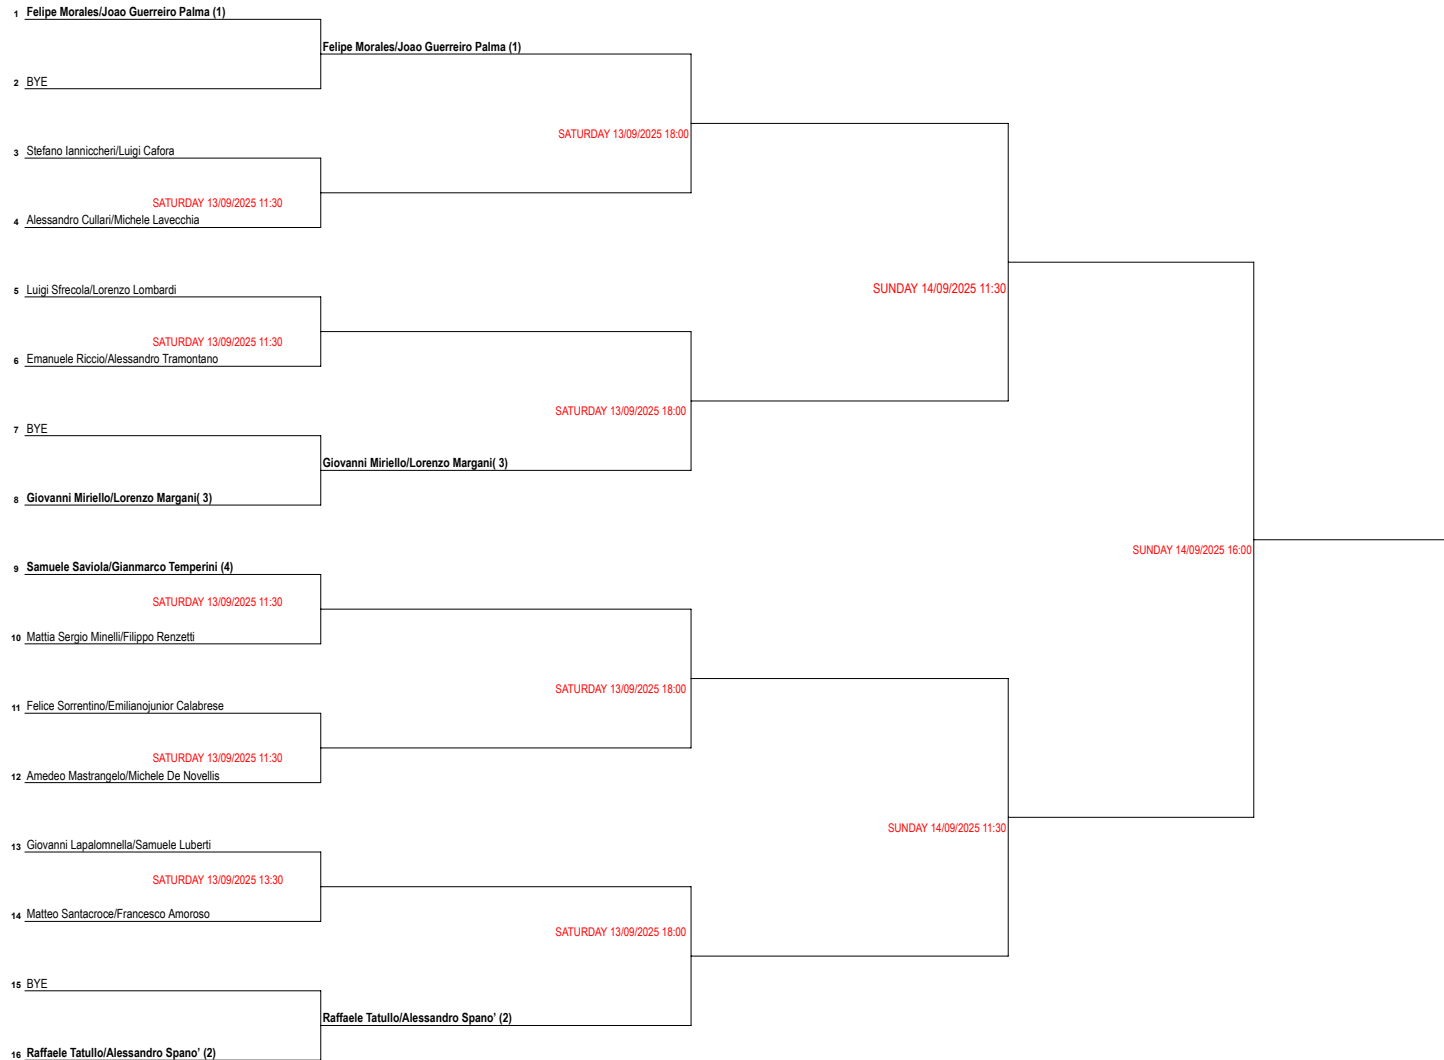 1 Felipe Morales/Joao Guerreiro Palma (1)
Felipe Morales/Joao Guerreiro Palma (1)
2 BYE
SATURDAY 13/09/2025 18:00
3 Stefano Ianniccheri/Luigi Cafora
SATURDAY 13/09/2025 11:30
4 Alessandro Cullari/Michele Lavecchia
SUNDAY 14/09/2025 11:30
5 Luigi Sfrecola/Lorenzo Lombardi
SATURDAY 13/09/2025 11:30
6 Emanuele Riccio/Alessandro Tramontano
SATURDAY 13/09/2025 18:00
7 BYE
Giovanni Miriello/Lorenzo Margani( 3)
8 Giovanni Miriello/Lorenzo Margani( 3)
SUNDAY 14/09/2025 16:00
9 Samuele Saviola/Gianmarco Temperini (4)
SATURDAY 13/09/2025 11:30
10 Mattia Sergio Minelli/Filippo Renzetti
SATURDAY 13/09/2025 18:00
11 Felice Sorrentino/Emilianojunior Calabrese
SATURDAY 13/09/2025 11:30
12 Amedeo Mastrangelo/Michele De Novellis
SUNDAY 14/09/2025 11:30
13 Giovanni Lapalomnella/Samuele Luberti
SATURDAY 13/09/2025 13:30
14 Matteo Santacroce/Francesco Amoroso
SATURDAY 13/09/2025 18:00
15 BYE
Raffaele Tatullo/Alessandro Spano' (2)
16 Raffaele Tatullo/Alessandro Spano' (2)